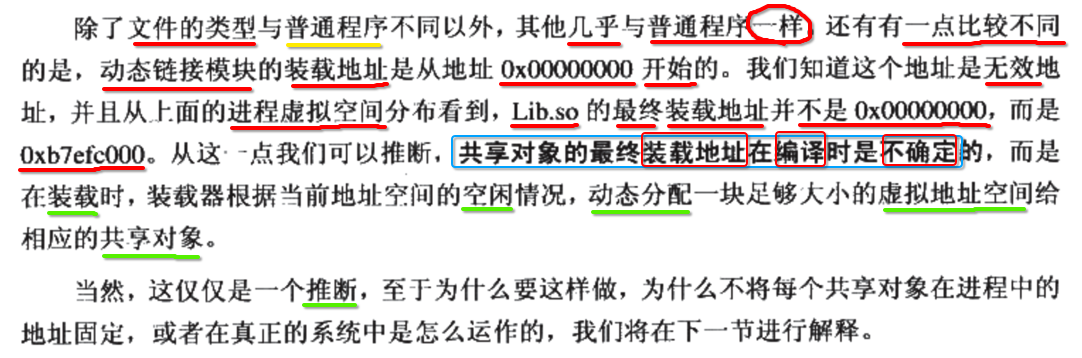 除了文件的类型与普通程序不同以外，其他几乎与普通程序一样。还有有一点比较不同
的是，动态链接模块的装载地址是从地址 0x00000000 开始的。我们知道这个地址是无效地
址，并且从上面的进程虚拟空间分布看到，Lib.so 的最终装载地址并不是 0x00000000，而是
0xb7efc000。从这一点我们可以推断，共享对象的最终装载地址在编译时是不确定的，而是
在装载时，装载器根据当前地址空间的空闲情况，动态分配一块足够大小的虚拟地址空间给
相应的共享对象。
当然，这仅仅是一个推断，至于为什么要这样做，为什么不将每个共享对象在进程中的
地址固定，或者在真正的系统中是怎么运作的，我们将在下一节进行解释。